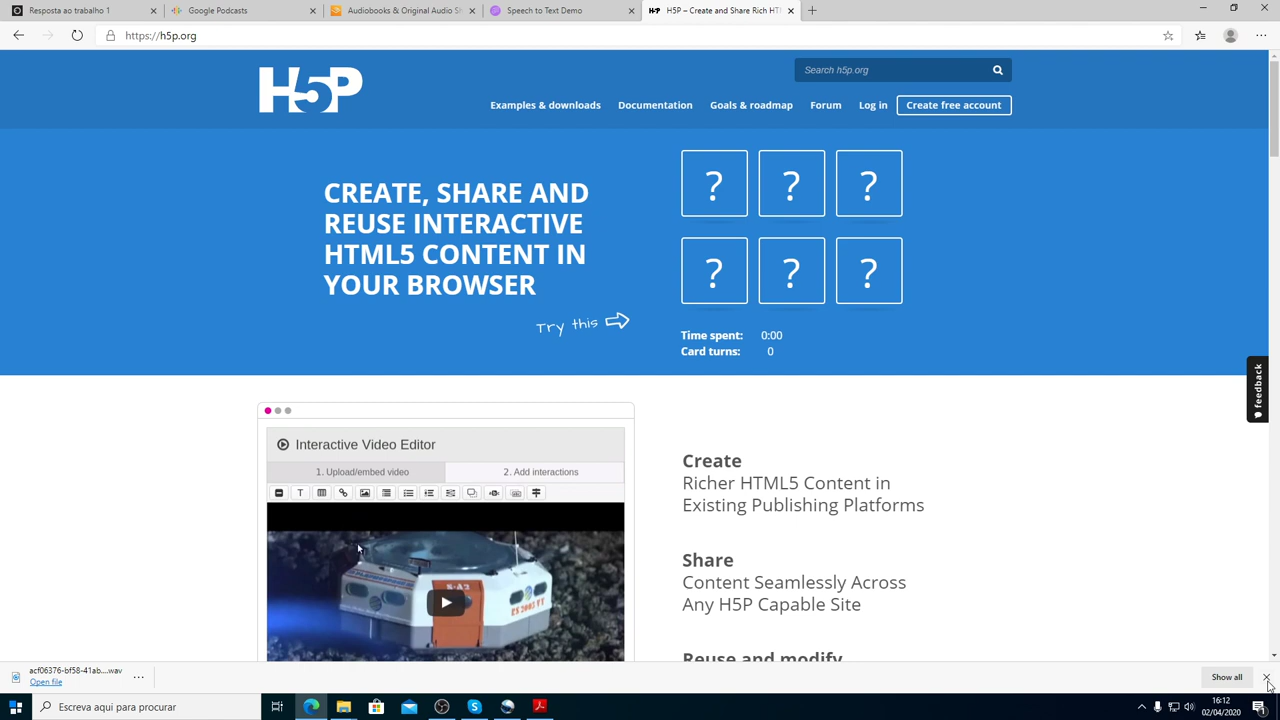 Resposta ao trabalho 1
Google Podcasts
Audiobooks & Original Audio Sh
Speech to Text Demo
H5P – Create and Share Rich HT
https://h5p.org
H5P
Search h5p.org
Examples & downloads
Documentation
Goals & roadmap
Forum
Log in
Create free account
CREATE, SHARE AND
REUSE INTERACTIVE
HTML5 CONTENT IN
YOUR BROWSER
Try this
? ? ?
? ? ?
Time spent: 0:00
Card turns: 0
feedback
Interactive Video Editor
1. Upload/embed video
2. Add interactions
Create
Richer HTML5 Content in
Existing Publishing Platforms
Share
Content Seamlessly Across
Any H5P Capable Site
Reuse and modify
acf06376-bf58-41ab....wav
Open file
Show all
Escreva aqui para procurar
16:12
02/04/2020